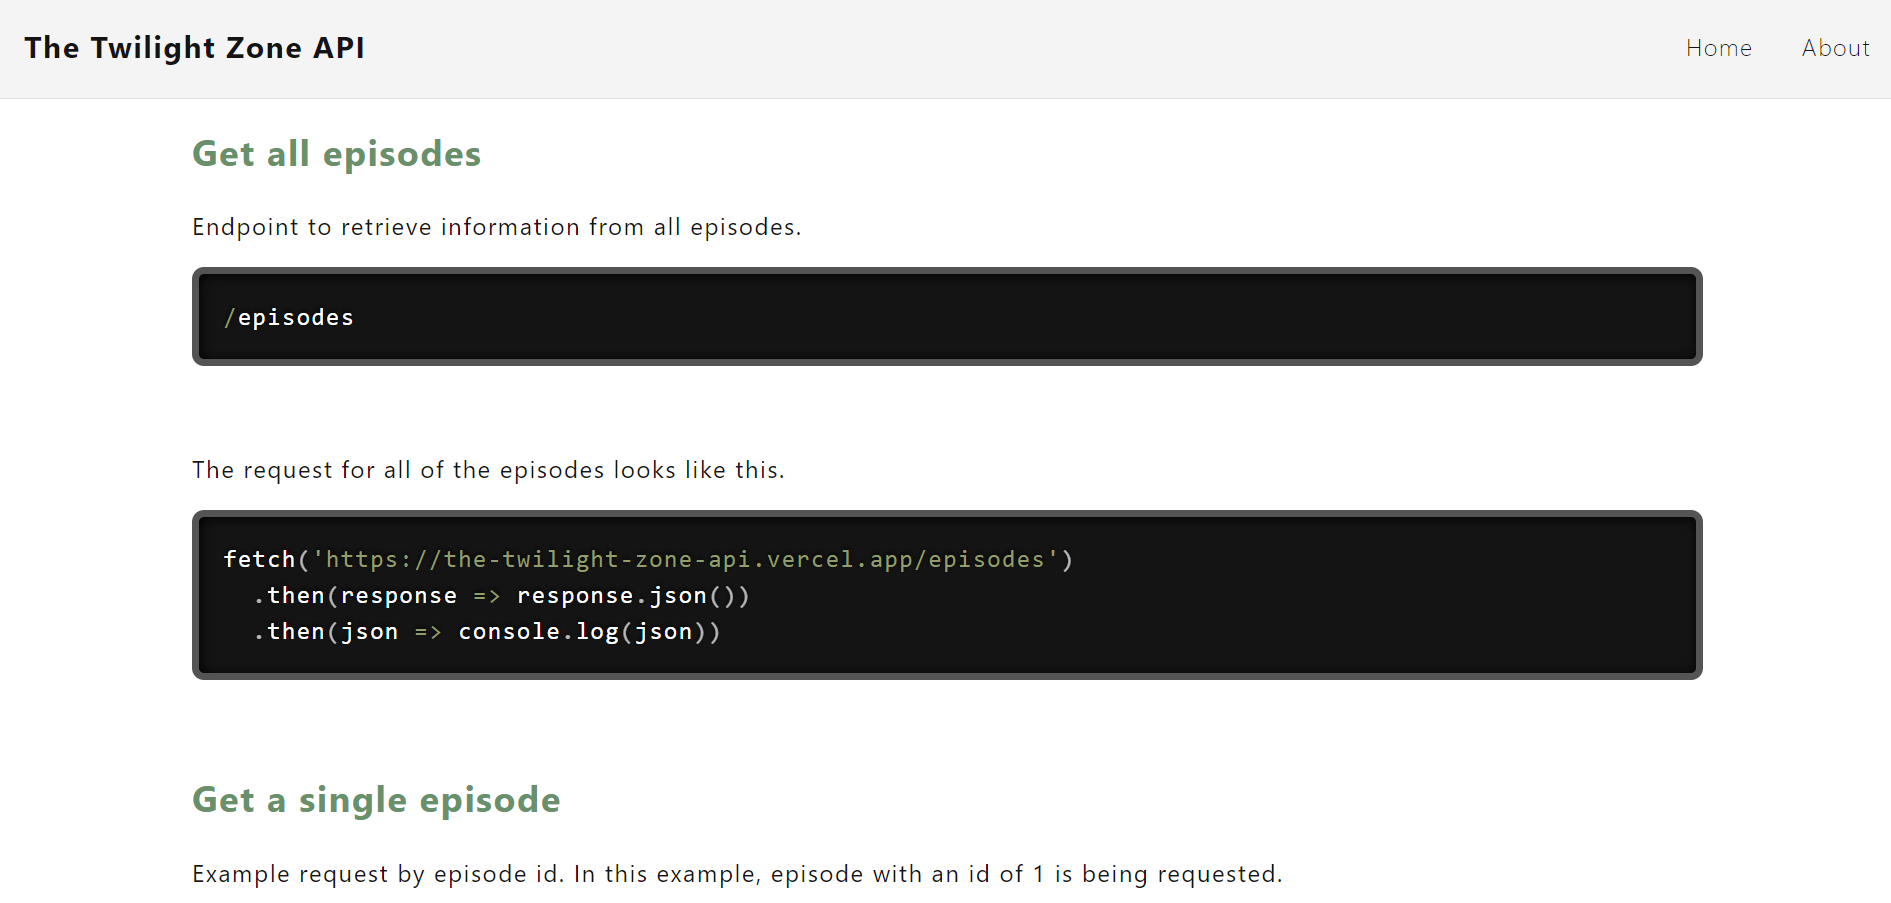 The Twilight Zone API
Home
About
Get all episodes
Endpoint to retrieve information from all episodes.
/episodes
The request for all of the episodes looks like this.
fetch('https://the-twilight-zone-api.vercel.app/episodes')
  .then(response => response.json())
  .then(json => console.log(json))
Get a single episode
Example request by episode id. In this example, episode with an id of 1 is being requested.